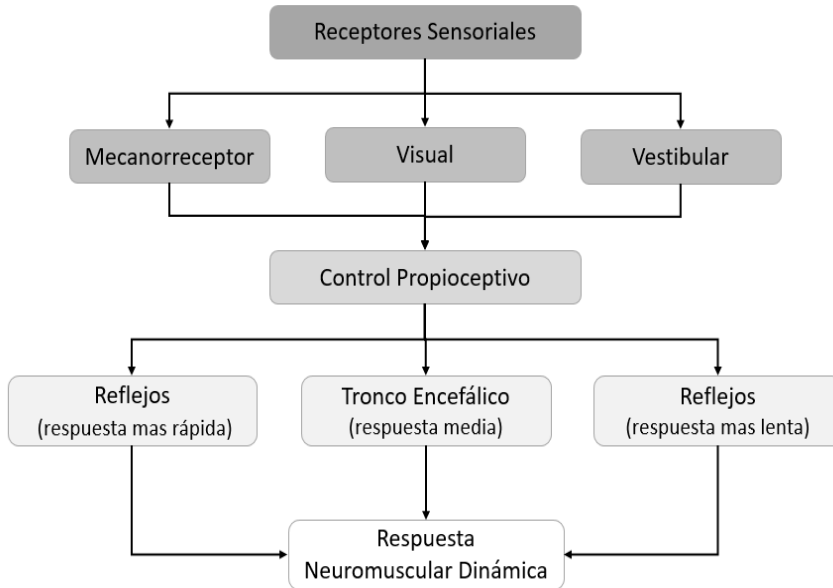 Receptores Sensoriales
Mecanorreceptor
Visual
Vestibular
Control Propioceptivo
Reflejos
(respuesta mas rápida)
Tronco Encefálico
(respuesta media)
Reflejos
(respuesta mas lenta)
Respuesta
Neuromuscular Dinámica